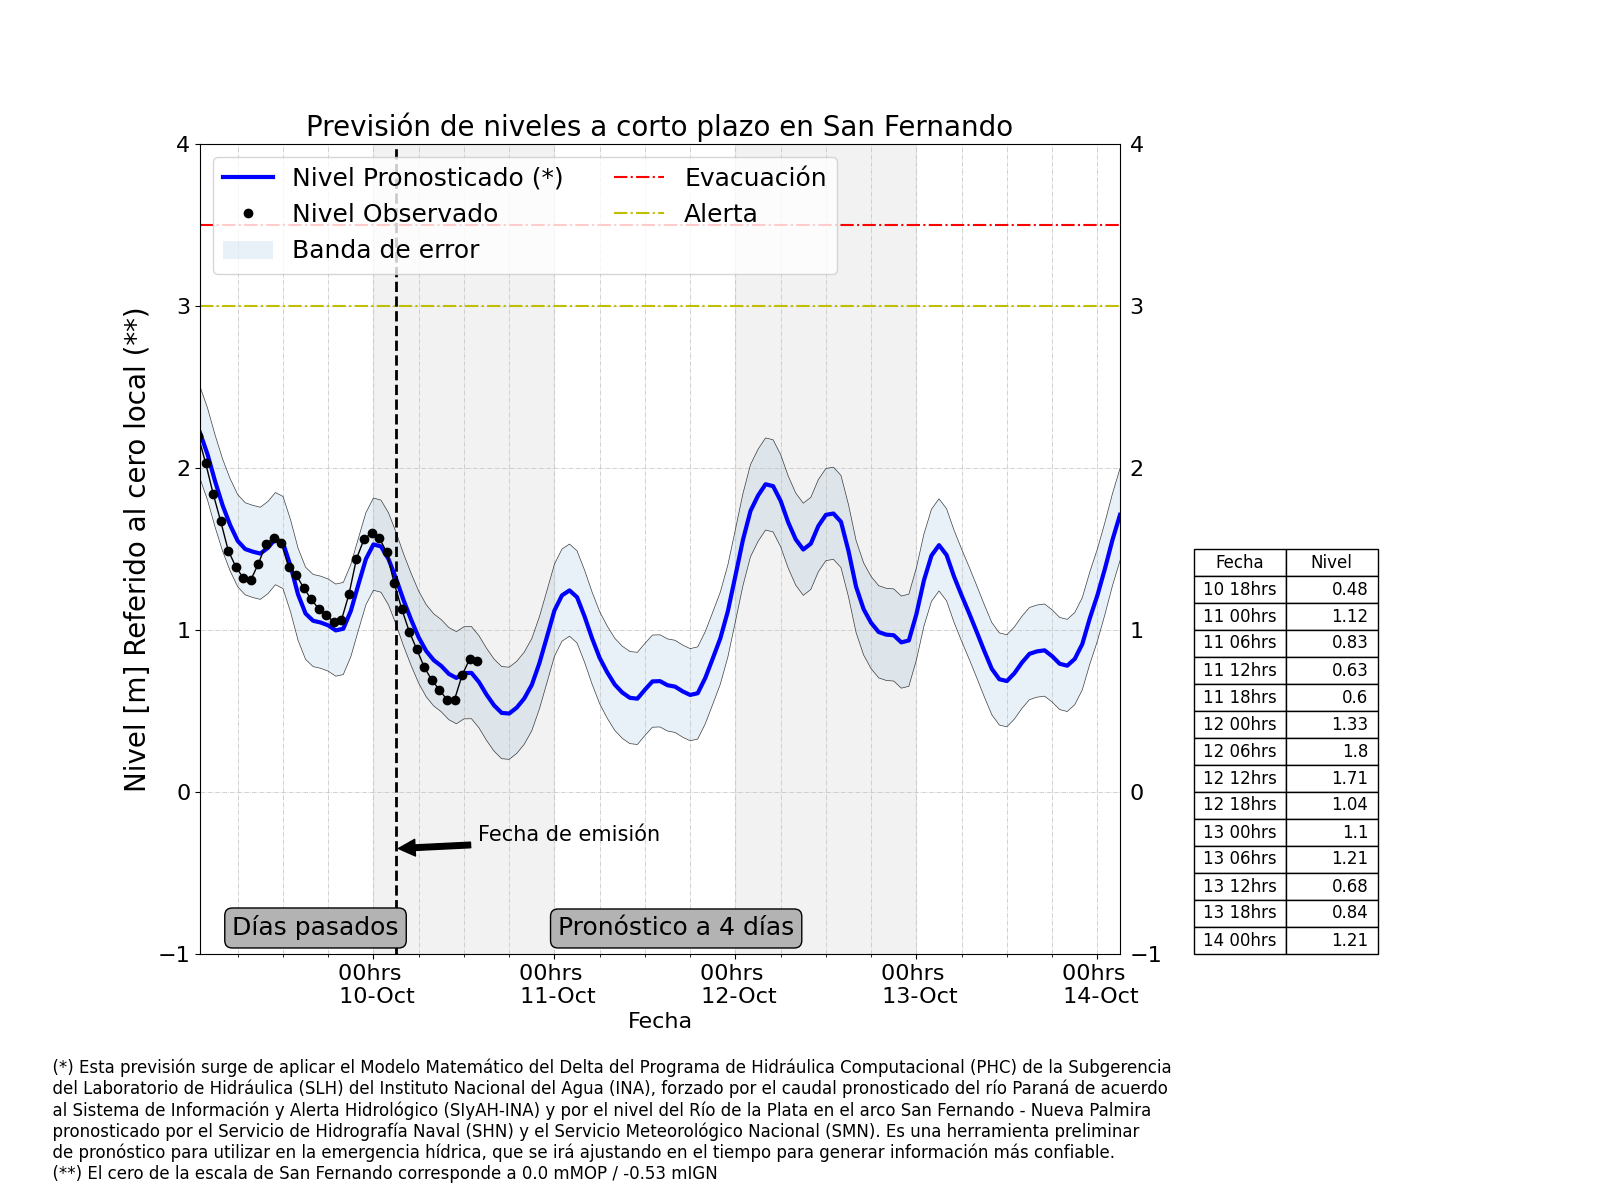 Previsión de niveles a corto plazo en San Fernando
Nivel Pronosticado (*)
Nivel Observado
Banda de error
Evacuación
Alerta
Nivel [m] Referido al cero local (**)
4
3
2
1
0
−1
4
3
2
1
0
−1
Fecha de emisión
Días pasados
Pronóstico a 4 días
00hrs
10-Oct
00hrs
11-Oct
00hrs
12-Oct
00hrs
13-Oct
00hrs
14-Oct
Fecha
Fecha Nivel
10 18hrs 0.48
11 00hrs 1.12
11 06hrs 0.83
11 12hrs 0.63
11 18hrs 0.6
12 00hrs 1.33
12 06hrs 1.8
12 12hrs 1.71
12 18hrs 1.04
13 00hrs 1.1
13 06hrs 1.21
13 12hrs 0.68
13 18hrs 0.84
14 00hrs 1.21
(*) Esta previsión surge de aplicar el Modelo Matemático del Delta del Programa de Hidráulica Computacional (PHC) de la Subgerencia
del Laboratorio de Hidráulica (SLH) del Instituto Nacional del Agua (INA), forzado por el caudal pronosticado del río Paraná de acuerdo
al Sistema de Información y Alerta Hidrológico (SIyAH-INA) y por el nivel del Río de la Plata en el arco San Fernando - Nueva Palmira
pronosticado por el Servicio de Hidrografía Naval (SHN) y el Servicio Meteorológico Nacional (SMN). Es una herramienta preliminar
de pronóstico para utilizar en la emergencia hídrica, que se irá ajustando en el tiempo para generar información más confiable.
(**) El cero de la escala de San Fernando corresponde a 0.0 mMOP / -0.53 mIGN